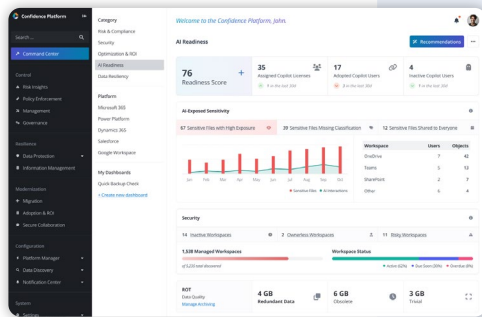 Confidence Platform
Search...
Command Center
Control
Risk Insights
Policy Enforcement
Management
Governance
Resilience
Data Protection
Information Management
Modernization
Migration
Adoption & ROI
Secure Collaboration
Configuration
Platform Manager
Data Discovery
Notification Center
System
Settings
Category
Risk & Compliance
Security
Optimization & ROI
AI Readiness
Data Resiliency
Platform
Microsoft 365
Power Platform
Dynamics 365
Salesforce
Google Workspace
My Dashboards
Quick Backup Check
+ Create new dashboard
Welcome to the Confidence Platform, John.
AI Readiness
Recommendations
76
Readiness Score
+
35
Assigned Copilot Licenses
17
Adopted Copilot Users
4
Inactive Copilot Users
AI-Exposed Sensitivity
67 Sensitive Files with High Exposure
39 Sensitive Files Missing Classification
12 Sensitive Files Shared to Everyone
Jan Feb Mar Apr May Jun Jul Aug Sep Oct
Sensitive Files AI Interactions
Workspace Users Objects
OneDrive 7 42
Teams 5 13
SharePoint 2 7
Other 6 4
Security
14 Inactive Workspaces
7 Ownerless Workspaces
11 Risky Workspaces
1,538 Managed Workspaces
Workspace Status
total discovered
ROT
Data Quality
Manage Archiving
4 GB
Redundant Data
6 GB
Obsolete
3 GB
Trivial